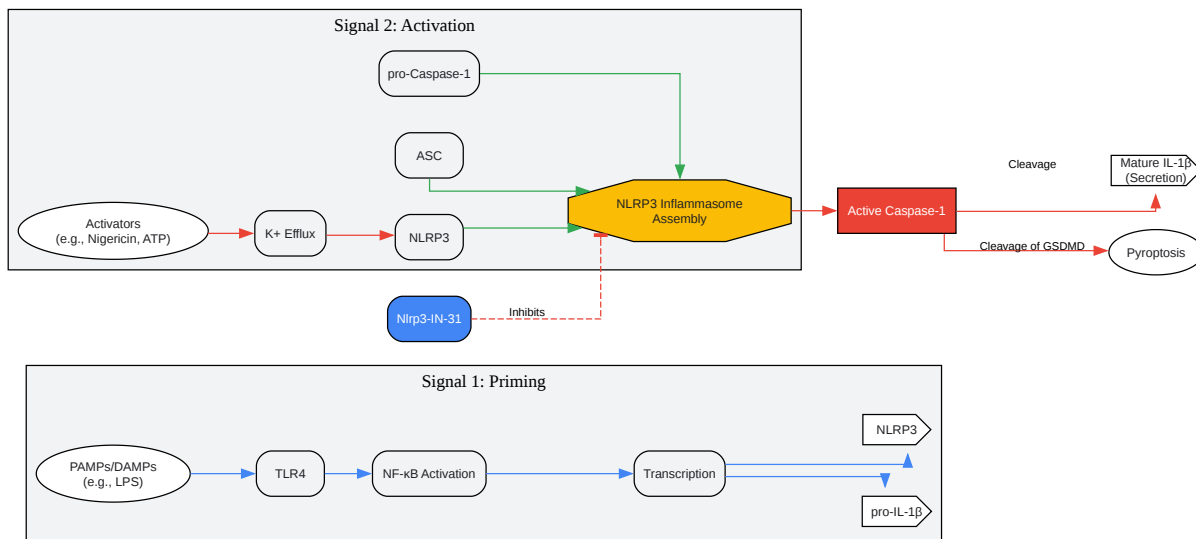 Signal 2: Activation
pro-Caspase-1
ASC
Activators
(e.g., Nigericin, ATP)
K+ Efflux
NLRP3
NLRP3 Inflammasome
Assembly
Active Caspase-1
Cleavage
Mature IL-1β
(Secretion)
Cleavage of GSDMD
Pyroptosis
Nlrp3-IN-31
Inhibits
Signal 1: Priming
PAMPs/DAMPs
(e.g., LPS)
TLR4
NF-κB Activation
Transcription
NLRP3
pro-IL-1β